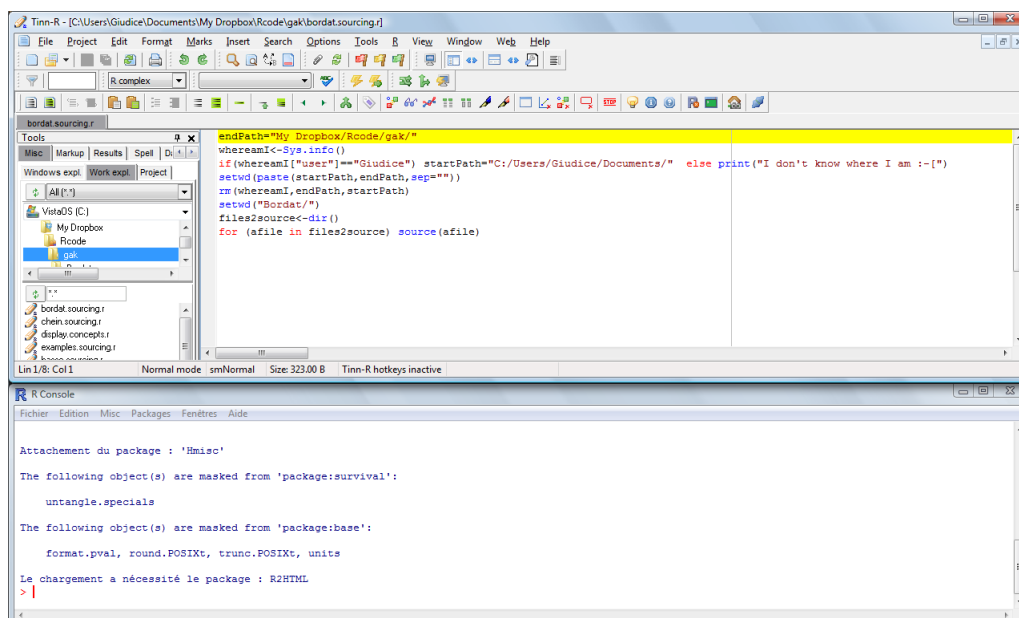 Tinn-R - [C:\Users\Giudice\Documents\My Dropbox\Rcode\gak\bordat.sourcing.r]
File Project Edit Format Marks Insert Search Options Tools R View Window Web Help
R complex
bordat.sourcing.r
Tools
Misc Markup Results Spell
Windows expl. Work expl. Project
All (*.*)
VistaOS (C:)
My Dropbox
Rcode
gak
*.*
bordat.sourcing.r
chein.sourcing.r
display.concepts.r
examples.sourcing.r
endPath="My Dropbox/Rcode/gak/"
whereamI<-Sys.info()
if(whereamI["user"]=="Giudice") startPath="C:/Users/Giudice/Documents/" else print("I don't know where I am :-[")
setwd(paste(startPath,endPath,sep=""))
rm(whereamI,endPath,startPath)
setwd("Bordat/")
files2source<-dir()
for (afile in files2source) source(afile)
Lin 1/8: Col 1 Normal mode smNormal Size: 323.00 B Tinn-R hotkeys inactive
R Console
Fichier Edition Misc Packages Fenêtres Aide
Attachement du package : 'Hmisc'
The following object(s) are masked from 'package:survival':
untangle.specials
The following object(s) are masked from 'package:base':
format.pval, round.POSIXt, trunc.POSIXt, units
Le chargement a nécessité le package : R2HTML
>